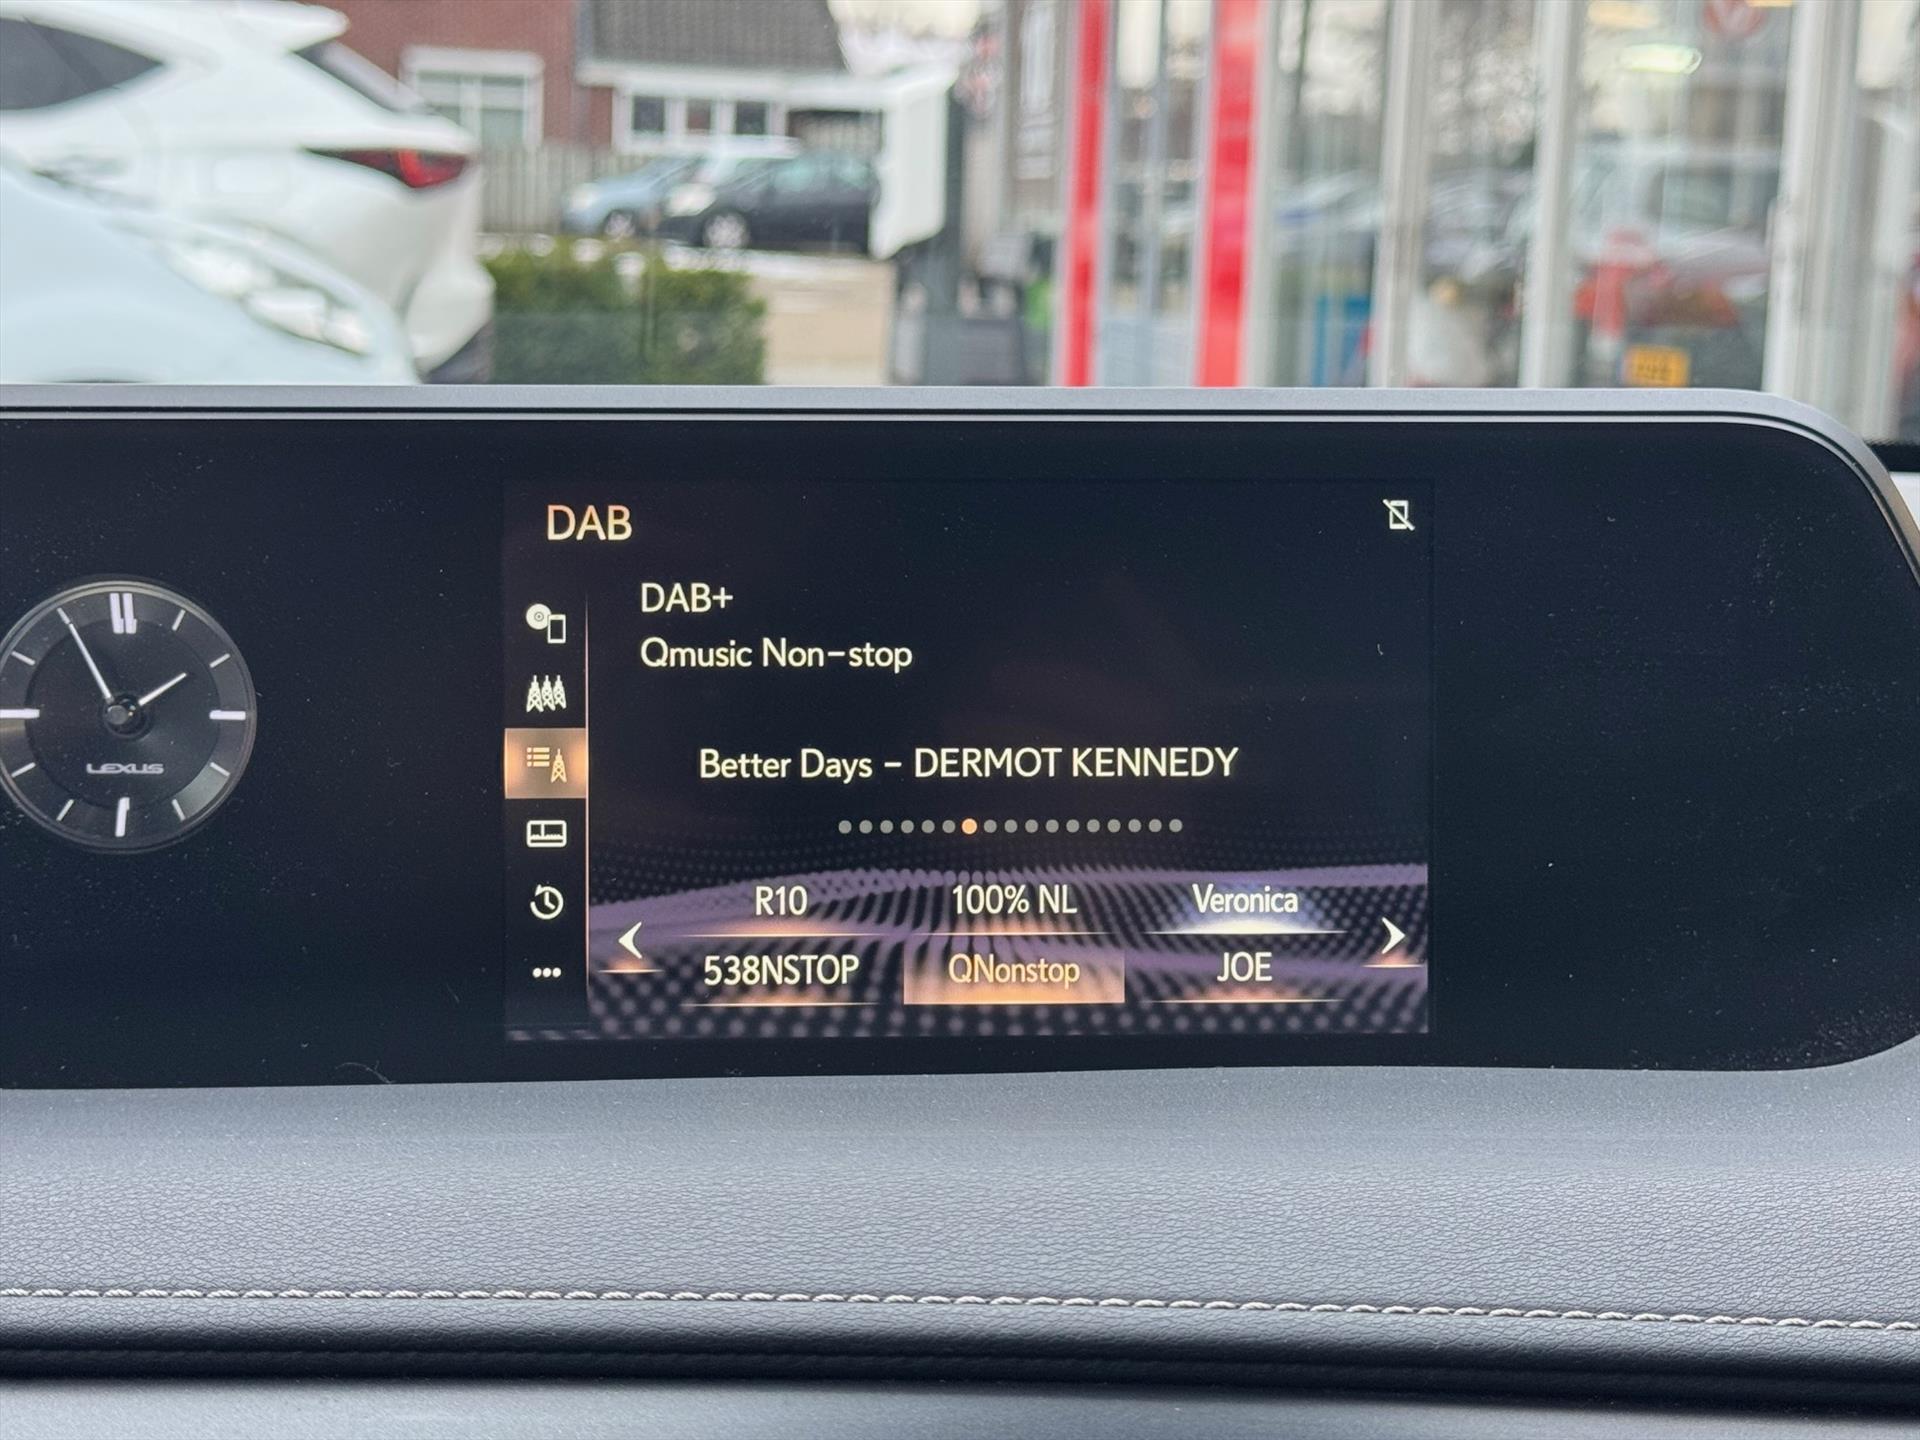 DAB
DAB+
Qmusic Non-stop
Better Days - DERMOT KENNEDY
R10
100% NL
Veronica
538NSTOP
QNonstop
JOE
LEXUS